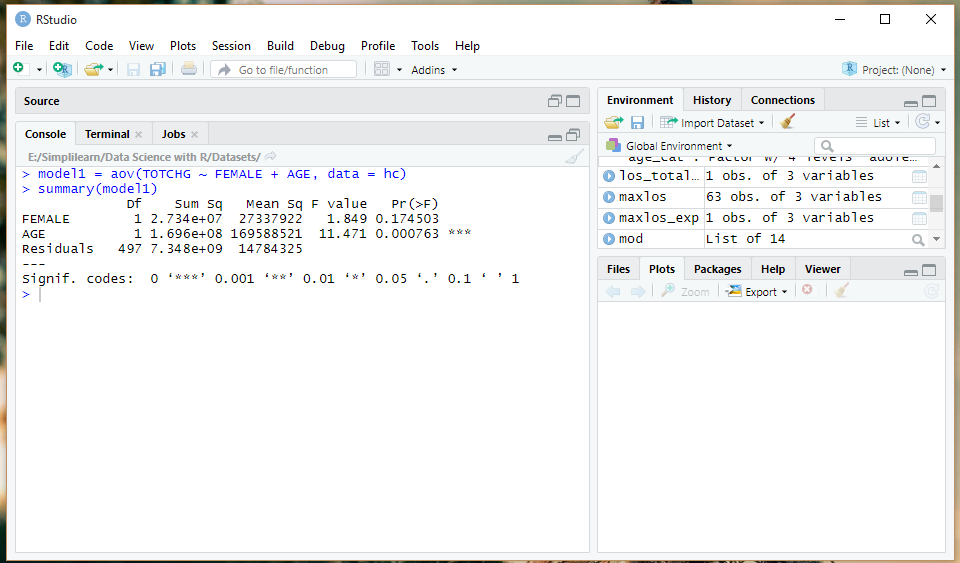 RStudio
File Edit Code View Plots Session Build Debug Profile Tools Help
Go to file/function Addins Project: (None)
Source
Console Terminal Jobs
E:/Simplilearn/Data Science with R/Datasets/
> model1 = aov(TOTCHG ~ FEMALE + AGE, data = hc)
> summary(model1)
Df Sum Sq Mean Sq F value Pr(>F)
FEMALE 1 2.734e+07 27337922 1.849 0.174503
AGE 1 1.696e+08 169588521 11.471 0.000763 ***
Residuals 497 7.348e+09 14784325
---
Signif. codes: 0 ‘***’ 0.001 ‘**’ 0.01 ‘*’ 0.05 ‘.’ 0.1 ‘ ’ 1
>
Environment History Connections
Import Dataset List
Global Environment
age_cat : Factor w/ 4 levels "adole…
los_total… 1 obs. of 3 variables
maxlos 63 obs. of 3 variables
maxlos_exp 1 obs. of 3 variables
mod List of 14
Files Plots Packages Help Viewer
Zoom Export